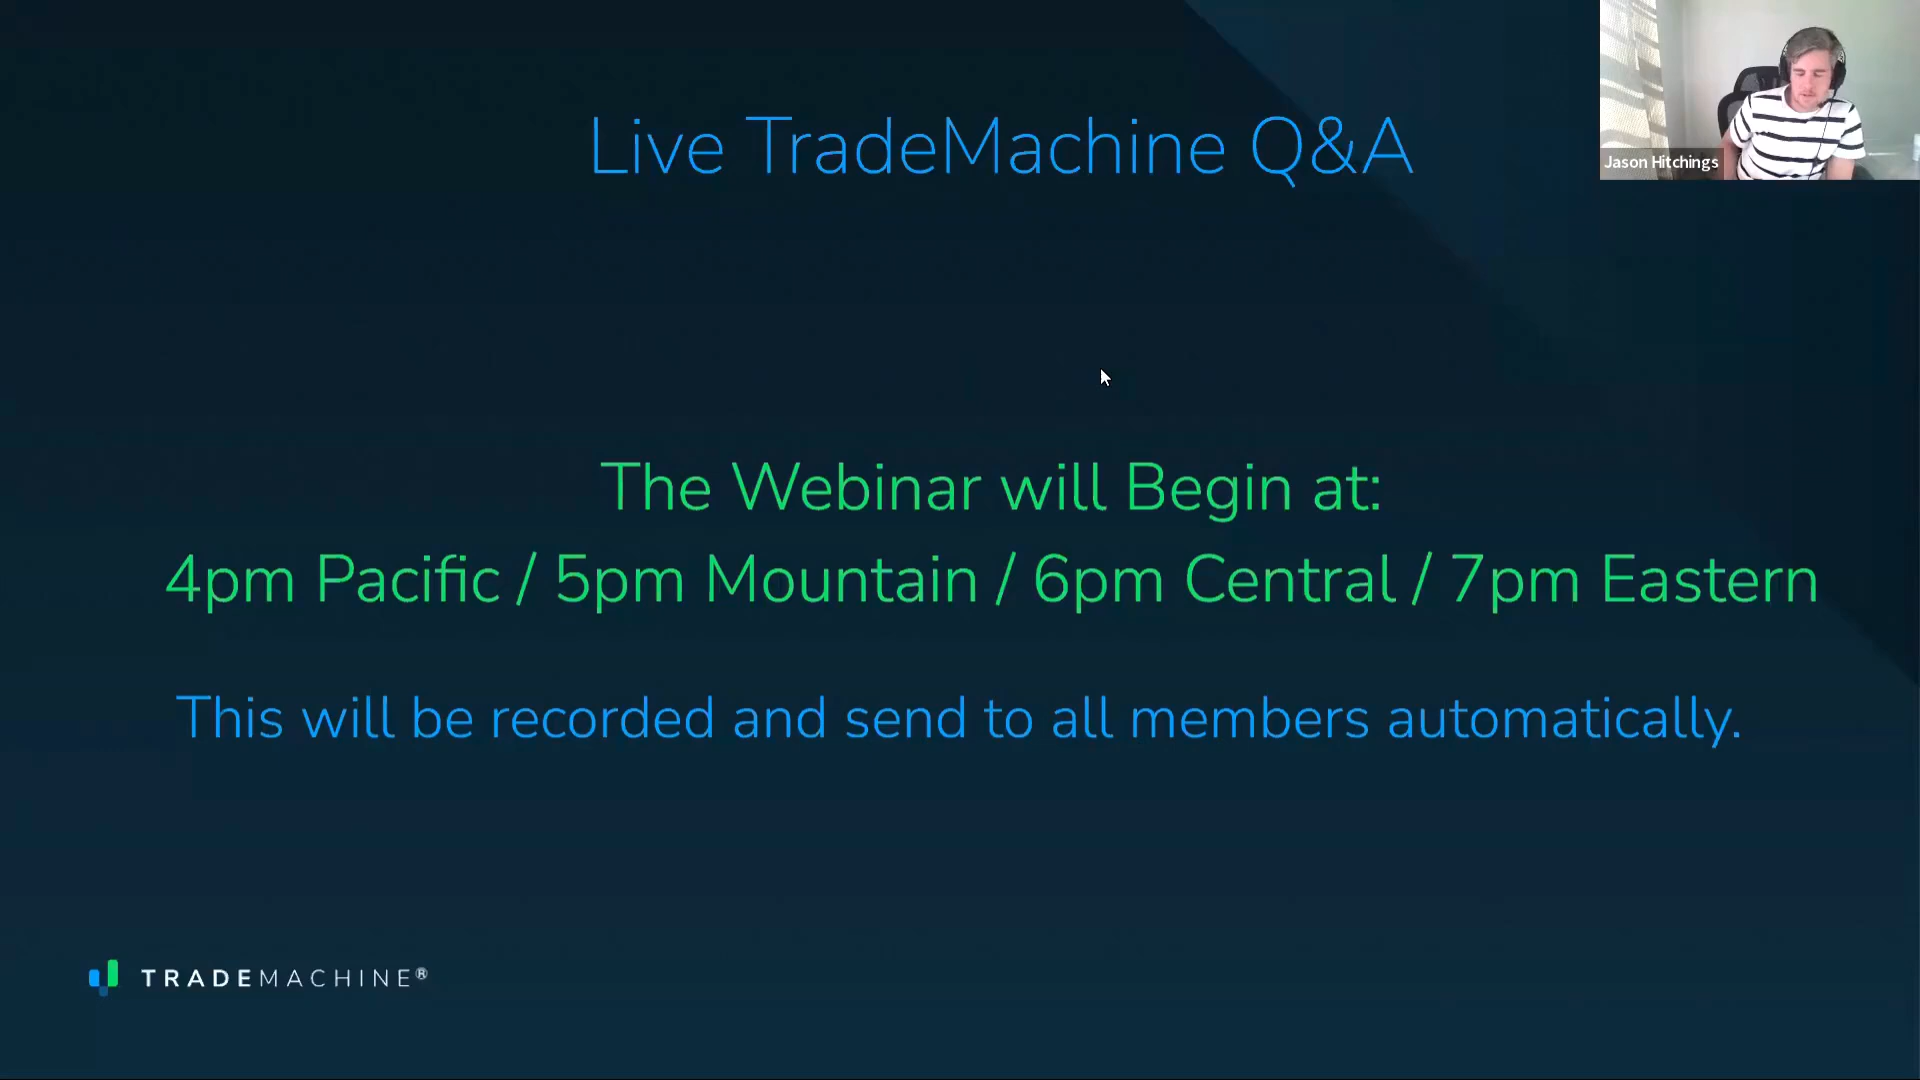 Live TradeMachine Q&A
Jason Hitchings
The Webinar will Begin at:
4pm Pacific / 5pm Mountain / 6pm Central / 7pm Eastern
This will be recorded and send to all members automatically.
TRADEMACHINE®